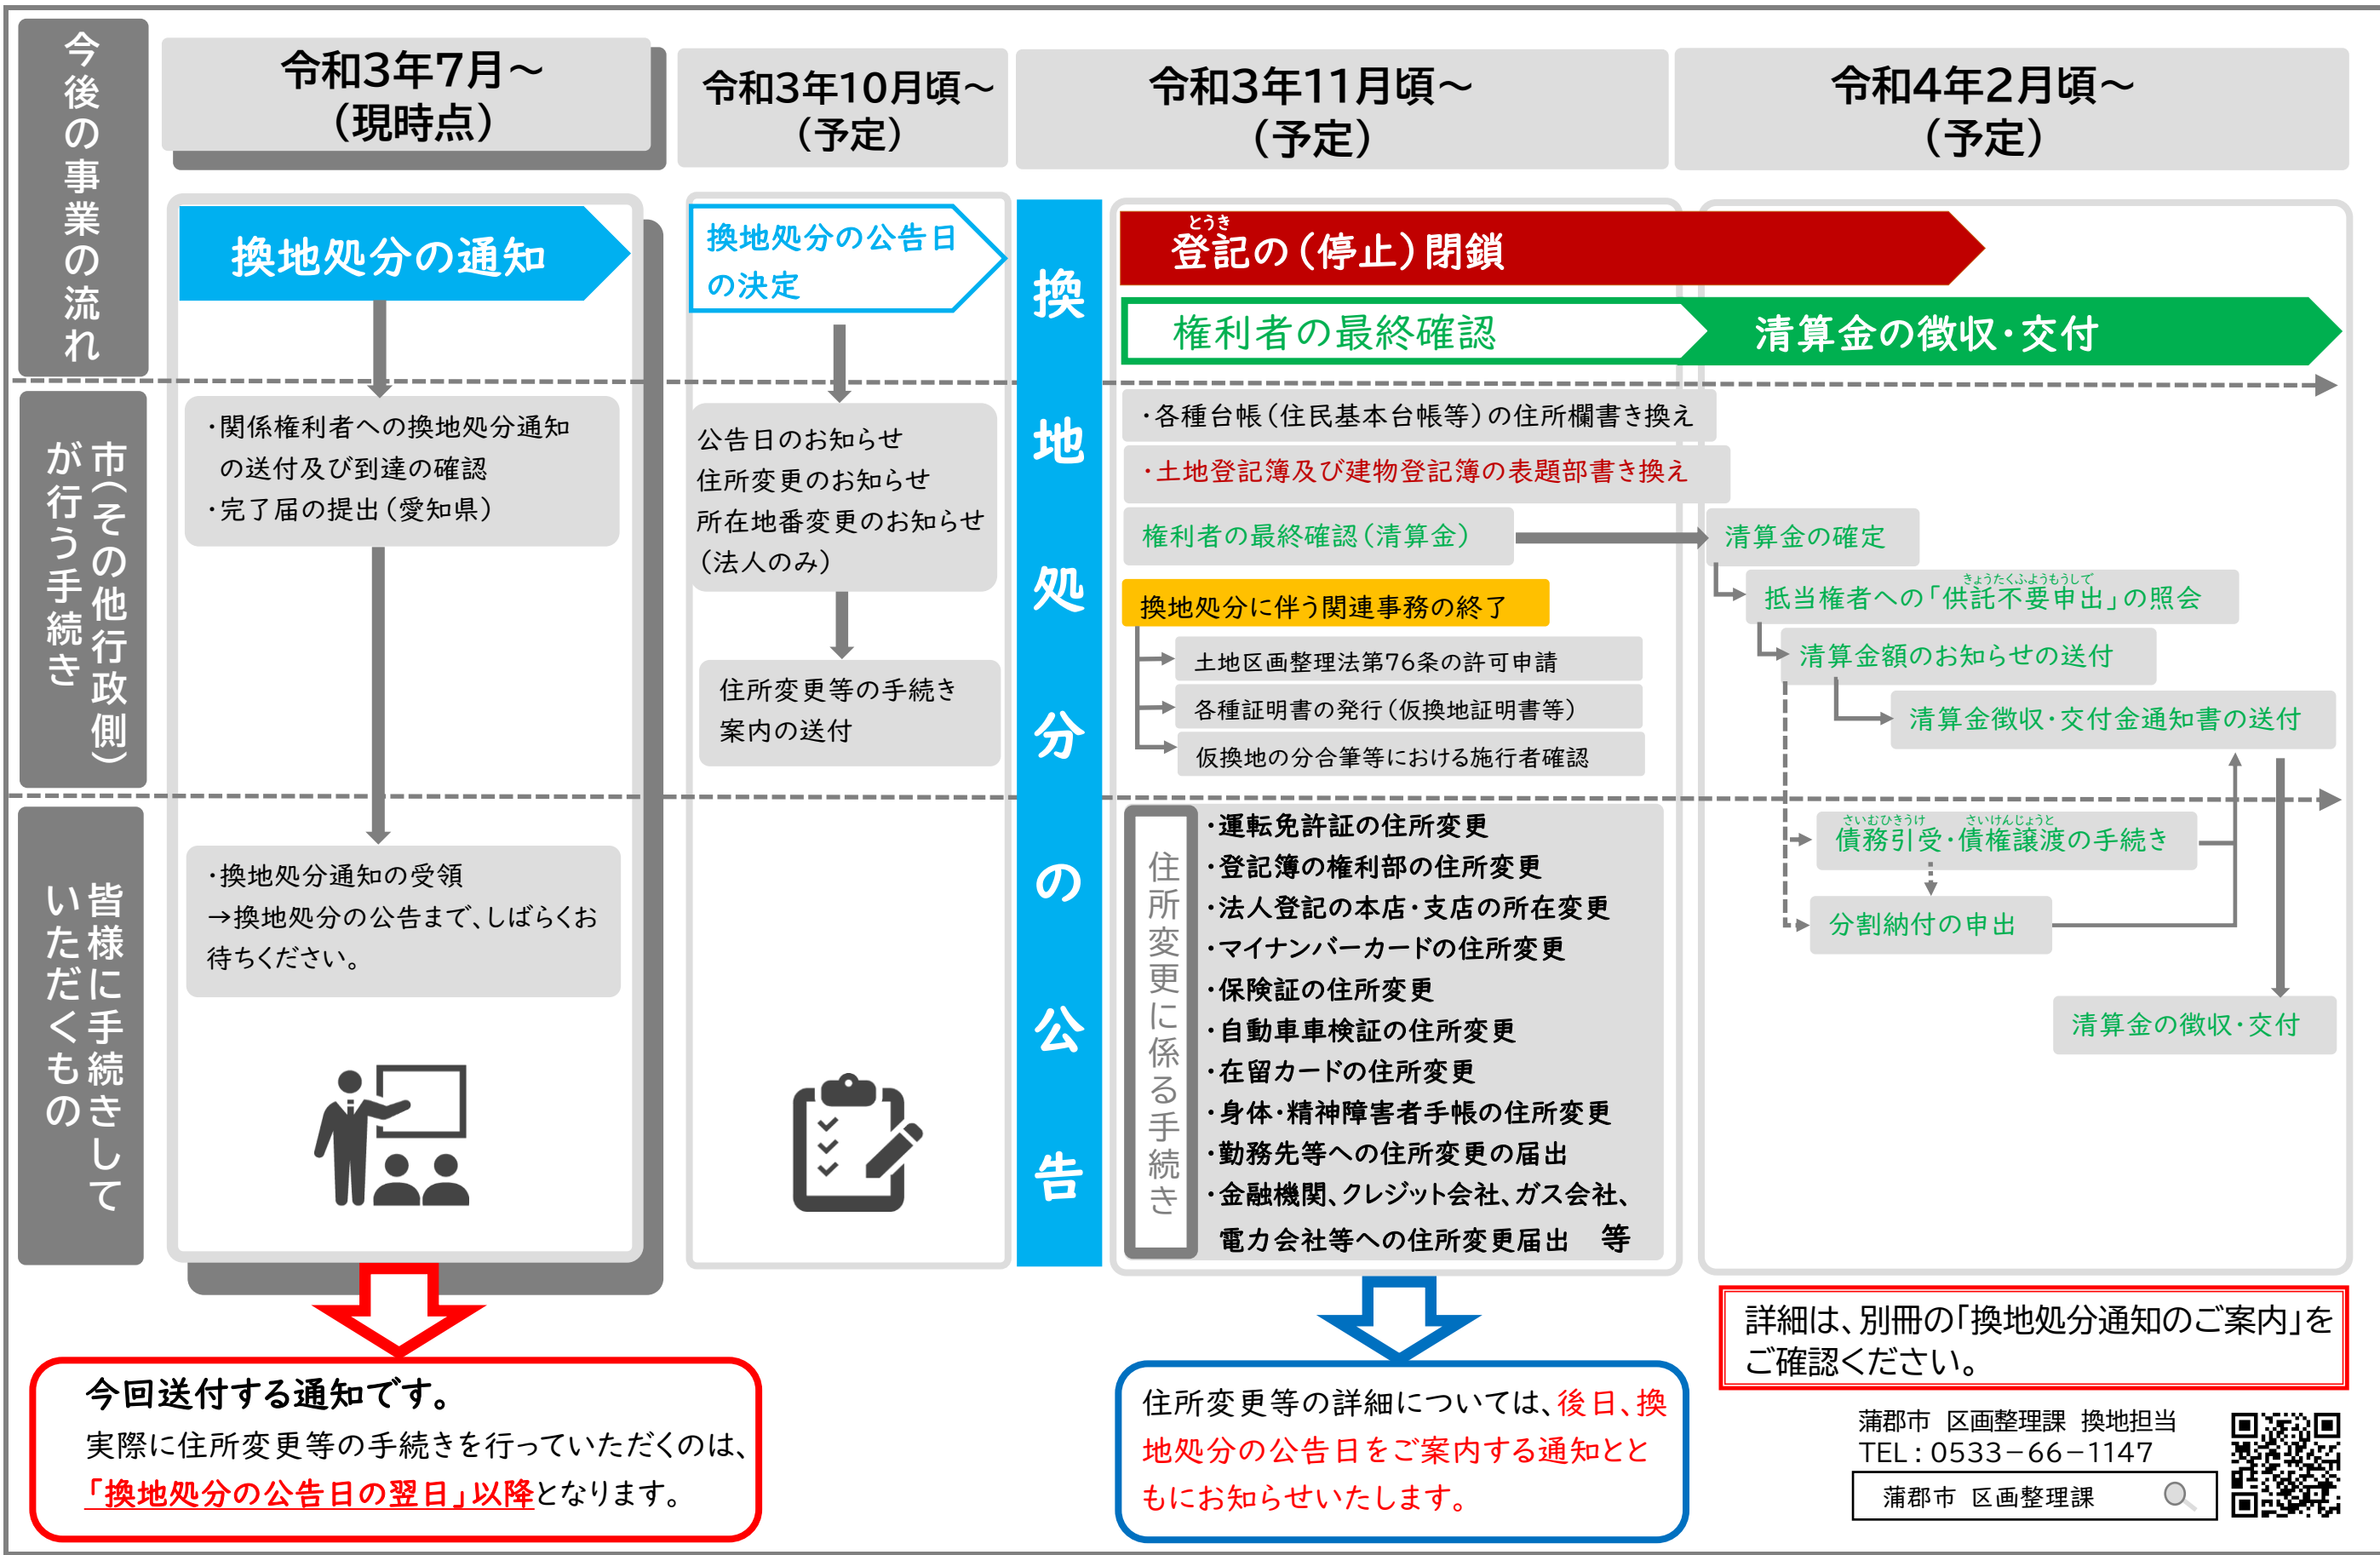 今後の事業の流れ
令和3年7月～
（現時点）
令和3年10月頃～
（予定）
令和3年11月頃～
（予定）
令和4年2月頃～
（予定）
換地処分の通知
換地処分の公告日
の決定
換地処分の公告
とうき
登記の（停止）閉鎖
権利者の最終確認
清算金の徴収・交付
市（その他行政側）
が行う手続き
・関係権利者への換地処分通知
の送付及び到達の確認
・完了届の提出（愛知県）
公告日のお知らせ
住所変更のお知らせ
所在地番変更のお知らせ
（法人のみ）
住所変更等の手続き
案内の送付
・各種台帳（住民基本台帳等）の住所欄書き換え
・土地登記簿及び建物登記簿の表題部書き換え
権利者の最終確認（清算金）
清算金の確定
換地処分に伴う関連事務の終了
土地区画整理法第76条の許可申請
各種証明書の発行（仮換地証明書等）
仮換地の分合筆等における施行者確認
きょうたくふようもうしで
抵当権者への「供託不要申出」の照会
清算金額のお知らせの送付
清算金徴収・交付金通知書の送付
皆様に手続きして
いただくもの
・換地処分通知の受領
→換地処分の公告まで、しばらくお
待ちください。
住所変更に係る手続き
・運転免許証の住所変更
・登記簿の権利部の住所変更
・法人登記の本店・支店の所在変更
・マイナンバーカードの住所変更
・保険証の住所変更
・自動車車検証の住所変更
・在留カードの住所変更
・身体・精神障害者手帳の住所変更
・勤務先等への住所変更の届出
・金融機関、クレジット会社、ガス会社、
電力会社等への住所変更届出　等
さいむひきうけ　さいけんじょうと
債務引受・債権譲渡の手続き
分割納付の申出
清算金の徴収・交付
今回送付する通知です。
実際に住所変更等の手続きを行っていただくのは、
「換地処分の公告日の翌日」以降となります。
住所変更等の詳細については、後日、換
地処分の公告日をご案内する通知とと
もにお知らせいたします。
詳細は、別冊の「換地処分通知のご案内」を
ご確認ください。
蒲郡市　区画整理課　換地担当
TEL：0533－66－1147
蒲郡市 区画整理課